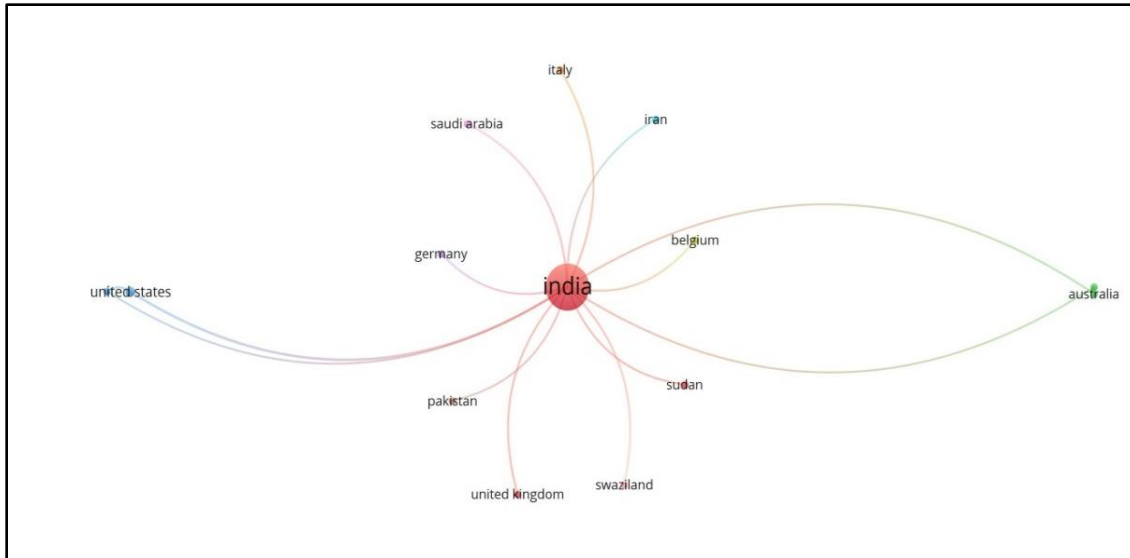 italy
saudi arabia
iran
belgium
germany
india
united states
australia
sudan
pakistan
swaziland
united kingdom